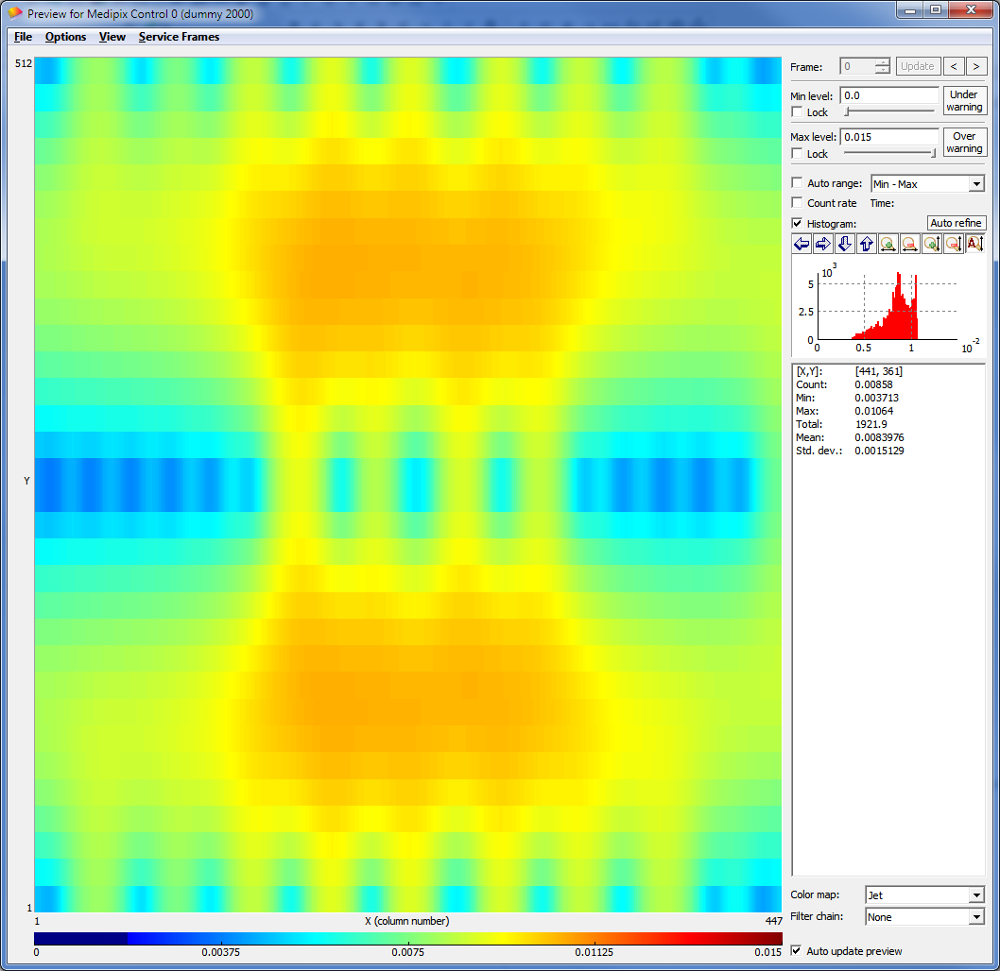 Preview for Medipix Control 0 (dummy 2000)
File Options View Service Frames
512
Y
1
1 X (column number) 447
0 0.00375 0.0075 0.01125 0.015
Frame: 0 Update < >
Min level: 0.0 Under warning
Lock
Max level: 0.015 Over warning
Lock
Auto range: Min - Max
Count rate Time:
Histogram: Auto refine
A
10 3
5
2.5
0
0 0.5 1 10 -2
[X,Y]: [441, 361]
Count: 0.00858
Min: 0.003713
Max: 0.01064
Total: 1921.9
Mean: 0.0083976
Std. dev.: 0.0015129
Color map: Jet
Filter chain: None
Auto update preview